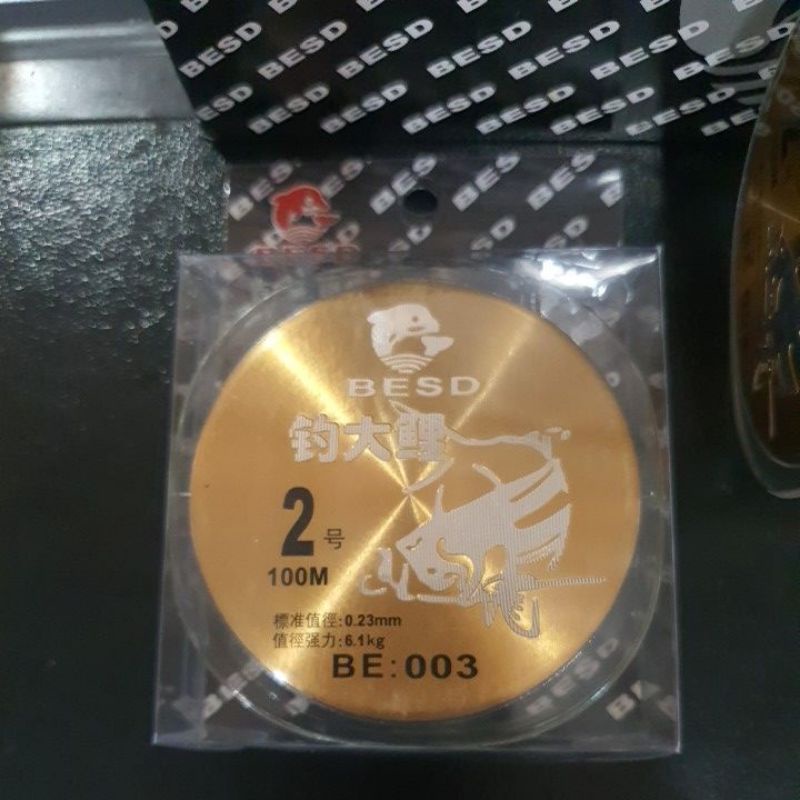 BESD
BESD
钓大鲤
2号
100M
標准值徑:0.23mm
值徑强力:6.1kg
BE:003